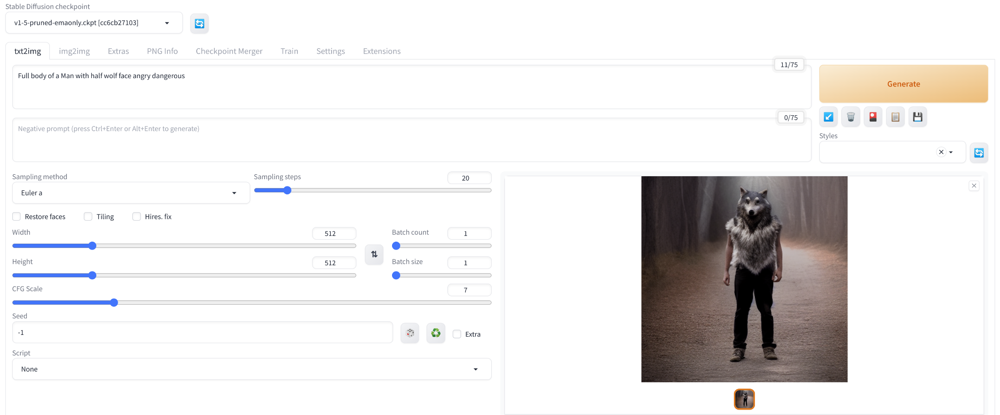 Stable Diffusion checkpoint
v1-5-pruned-emaonly.ckpt [cc6cb27103]
txt2img
img2img
Extras
PNG Info
Checkpoint Merger
Train
Settings
Extensions
11/75
Full body of a Man with half wolf face angry dangerous
Generate
0/75
Negative prompt (press Ctrl+Enter or Alt+Enter to generate)
Styles
Sampling method
Euler a
Sampling steps
20
Restore faces
Tiling
Hires. fix
Width
512
Height
512
Batch count
1
Batch size
1
CFG Scale
7
Seed
-1
Extra
Script
None